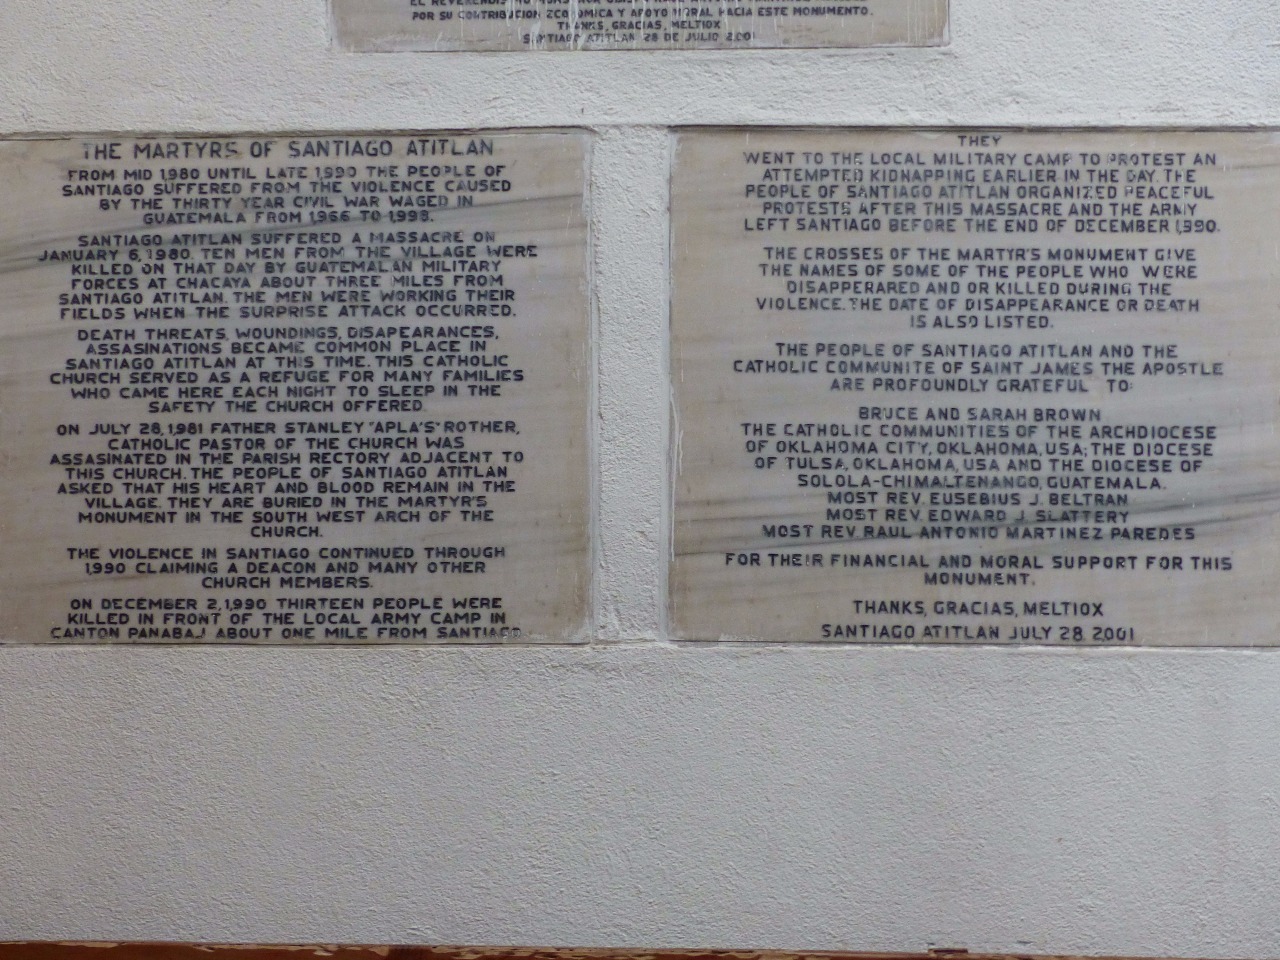 POR SU CONTRIBUCION ECONOMICA Y APOYO MORAL HACIA ESTE MONUMENTO.
THANKS, GRACIAS, MELTIOX
SANTIAGO ATITLAN 28 DE JULIO 2001
THE MARTYRS OF SANTIAGO ATITLAN
FROM MID 1,980 UNTIL LATE 1,990 THE PEOPLE OF
SANTIAGO SUFFERED FROM THE VIOLENCE CAUSED
BY THE THIRTY YEAR CIVIL WAR WAGED IN
GUATEMALA FROM 1966 TO 1,996.
SANTIAGO ATITLAN SUFFERED A MASSACRE ON
JANUARY 6, 1,980. TEN MEN FROM THE VILLAGE WERE
KILLED ON THAT DAY BY GUATEMALAN MILITARY
FORCES AT CHACAYA ABOUT THREE MILES FROM
SANTIAGO ATITLAN. THE MEN WERE WORKING THEIR
FIELDS WHEN THE SURPRISE ATTACK OCCURRED.
DEATH THREATS, WOUNDINGS, DISAPEARANCES,
ASSASINATIONS BECAME COMMON PLACE IN
SANTIAGO ATITLAN AT THIS TIME. THIS CATHOLIC
CHURCH SERVED AS A REFUGE FOR MANY FAMILIES
WHO CAME HERE EACH NIGHT TO SLEEP IN THE
SAFETY THE CHURCH OFFERED.
ON JULY 28, 1,981 FATHER STANLEY "APLA'S" ROTHER,
CATHOLIC PASTOR OF THE CHURCH WAS
ASSASINATED IN THE PARISH RECTORY ADJACENT TO
THIS CHURCH. THE PEOPLE OF SANTIAGO ATITLAN
ASKED THAT HIS HEART AND BLOOD REMAIN IN THE
VILLAGE. THEY ARE BURIED IN THE MARTYR'S
MONUMENT IN THE SOUTH WEST ARCH OF THE
CHURCH.
THE VIOLENCE IN SANTIAGO CONTINUED THROUGH
1,990 CLAIMING A DEACON AND MANY OTHER
CHURCH MEMBERS.
ON DECEMBER 2, 1,990 THIRTEEN PEOPLE WERE
KILLED IN FRONT OF THE LOCAL ARMY CAMP IN
CANTON PANABAJ ABOUT ONE MILE FROM SANTIAGO
THEY
WENT TO THE LOCAL MILITARY CAMP TO PROTEST AN
ATTEMPTED KIDNAPPING EARLIER IN THE DAY. THE
PEOPLE OF SANTIAGO ATITLAN ORGANIZED PEACEFUL
PROTESTS AFTER THIS MASSACRE AND THE ARMY
LEFT SANTIAGO BEFORE THE END OF DECEMBER 1,990.
THE CROSSES OF THE MARTYR'S MONUMENT GIVE
THE NAMES OF SOME OF THE PEOPLE WHO WERE
DISAPPERARED AND OR KILLED DURING THE
VIOLENCE. THE DATE OF DISAPPEARANCE OR DEATH
IS ALSO LISTED.
THE PEOPLE OF SANTIAGO ATITLAN AND THE
CATHOLIC COMMUNITE OF SAINT JAMES THE APOSTLE
ARE PROFOUNDLY GRATEFUL TO:
BRUCE AND SARAH BROWN
THE CATHOLIC COMMUNITIES OF THE ARCHDIOCESE
OF OKLAHOMA CITY, OKLAHOMA, USA; THE DIOCESE
OF TULSA, OKLAHOMA, USA AND THE DIOCESE OF
SOLOLA-CHIMALTENANGO, GUATEMALA.
MOST REV. EUSEBIUS J. BELTRAN
MOST REV. EDWARD J. SLATTERY
MOST REV. RAUL ANTONIO MARTINEZ PAREDES
FOR THEIR FINANCIAL AND MORAL SUPPORT FOR THIS
MONUMENT.
THANKS, GRACIAS, MELTIOX
SANTIAGO ATITLAN JULY 28 2,001